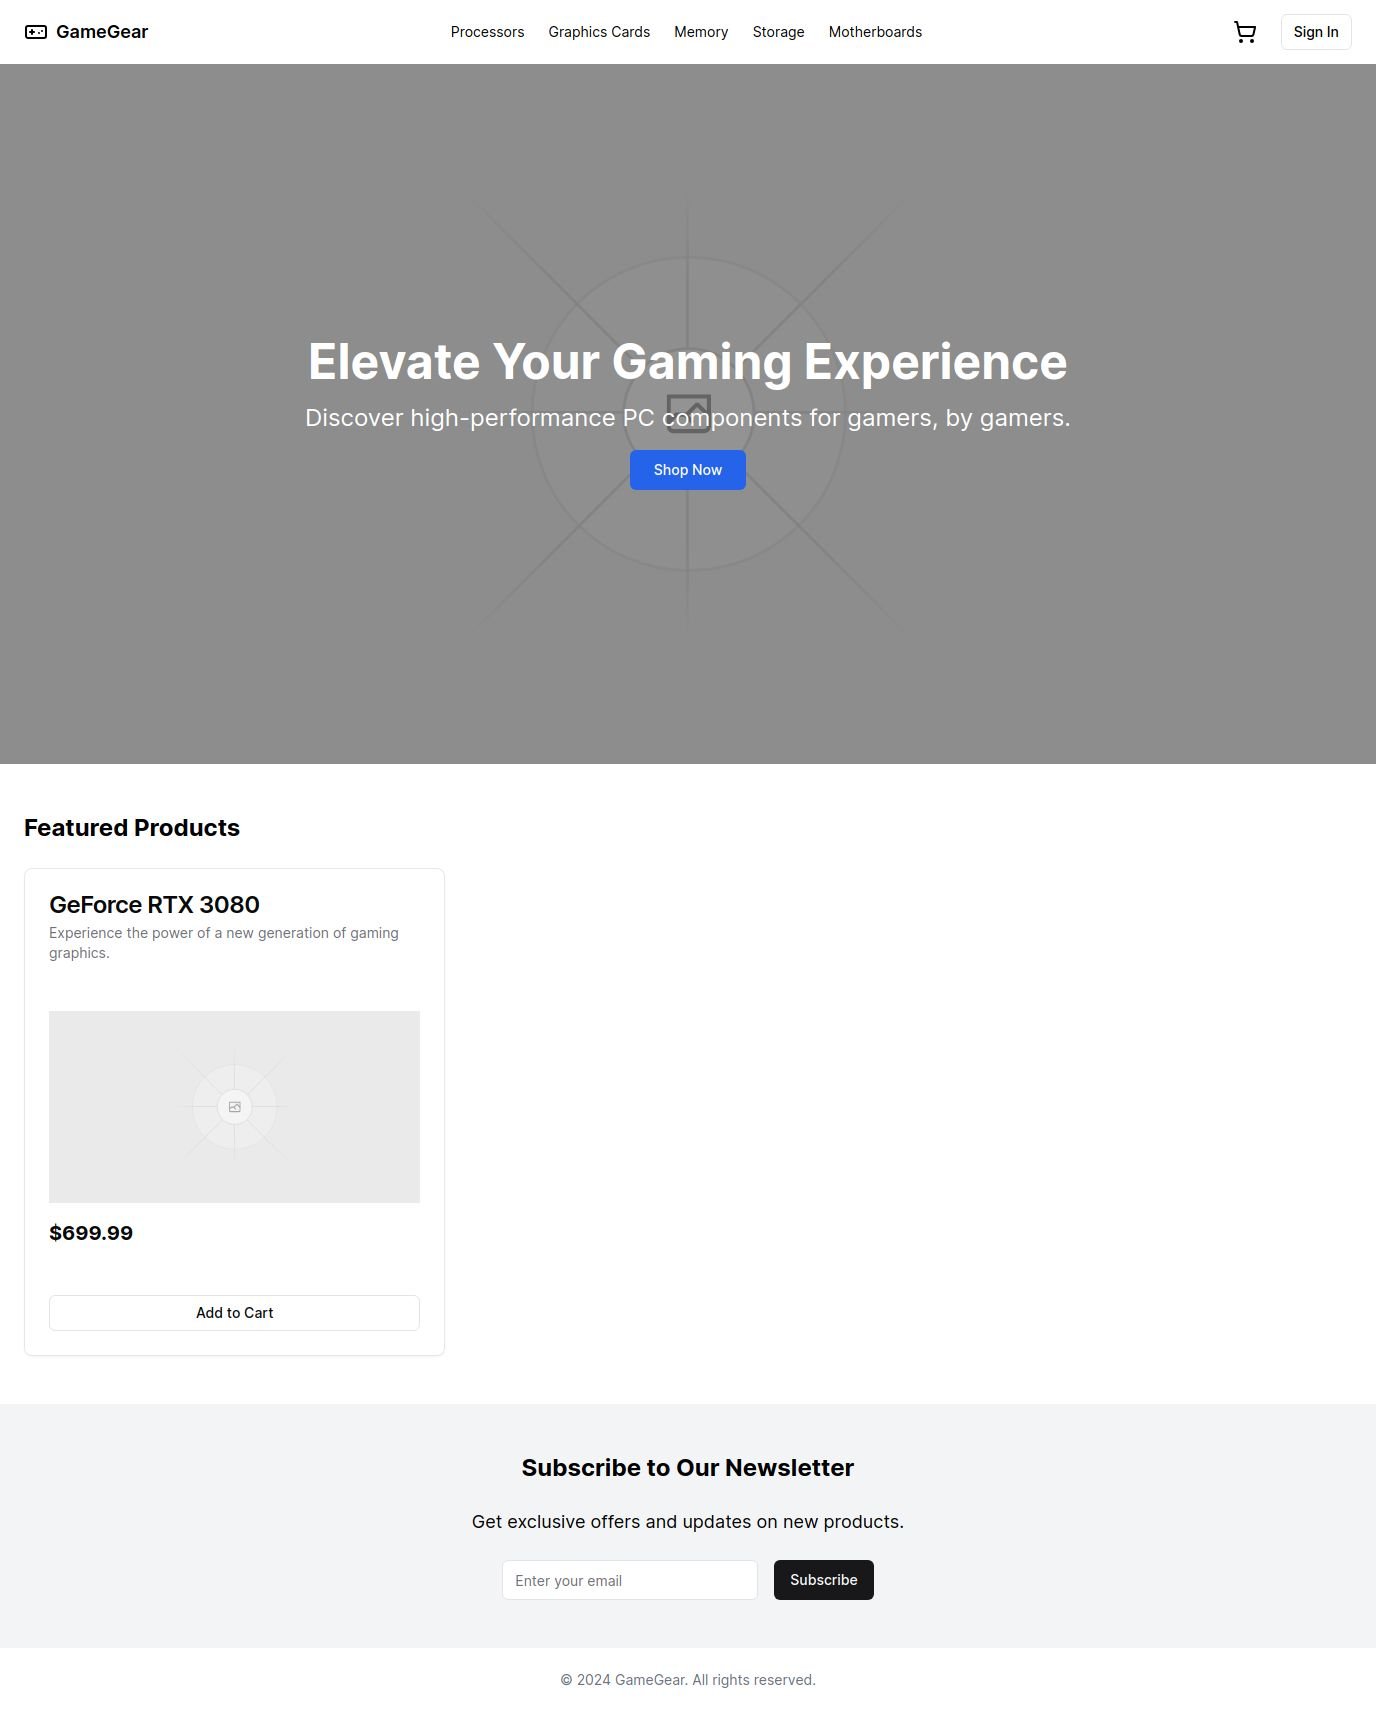 GameGear
Processors Graphics Cards Memory Storage Motherboards
Sign In
Elevate Your Gaming Experience
Discover high-performance PC components for gamers, by gamers.
Shop Now
Featured Products
GeForce RTX 3080
Experience the power of a new generation of gaming
graphics.
$699.99
Add to Cart
Subscribe to Our Newsletter
Get exclusive offers and updates on new products.
Enter your email
Subscribe
© 2024 GameGear. All rights reserved.